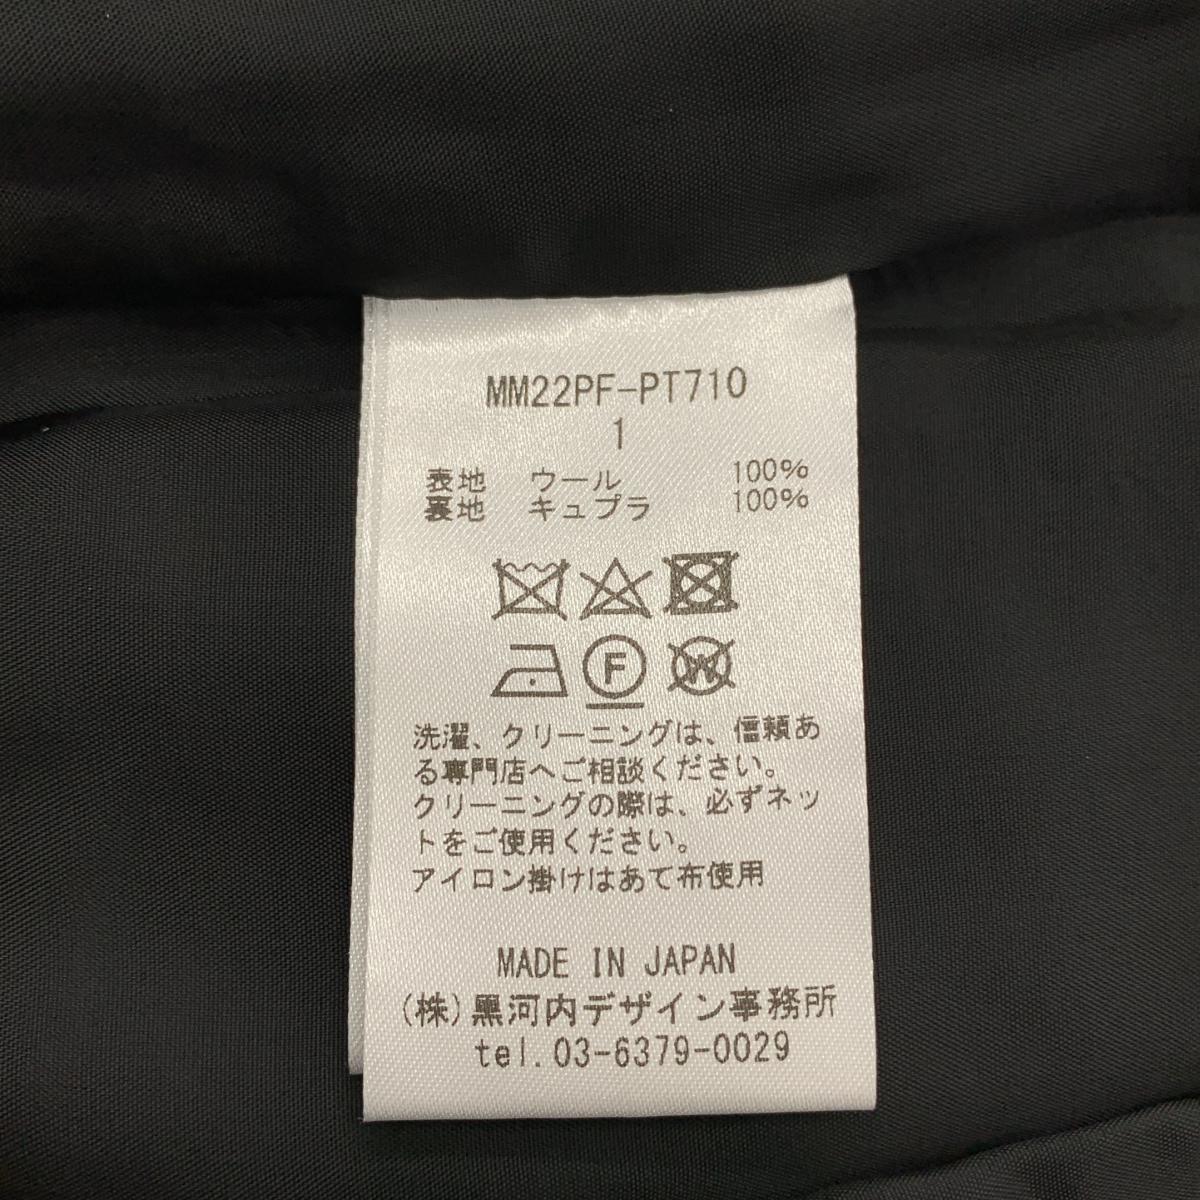 MM22PF-PT710
1
表地 ウール 100%
裏地 キュプラ 100%
F W
洗濯、クリーニングは、信頼あ
る専門店へご相談ください。
クリーニングの際は、必ずネッ
トをご使用ください。
アイロン掛けはあて布使用
MADE IN JAPAN
(株)黒河内デザイン事務所
tel.03-6379-0029